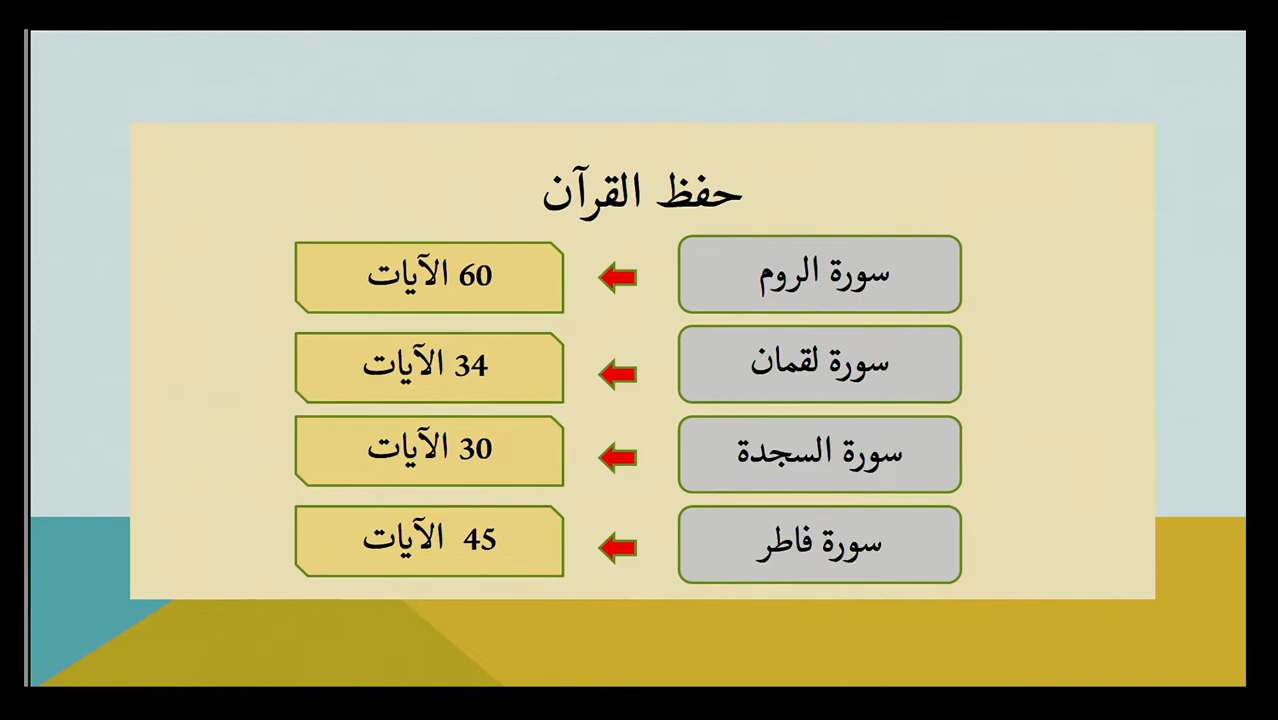 حفظ القرآن
سورة الروم
60 الآيات
سورة لقمان
34 الآيات
سورة السجدة
30 الآيات
سورة فاطر
45 الآيات